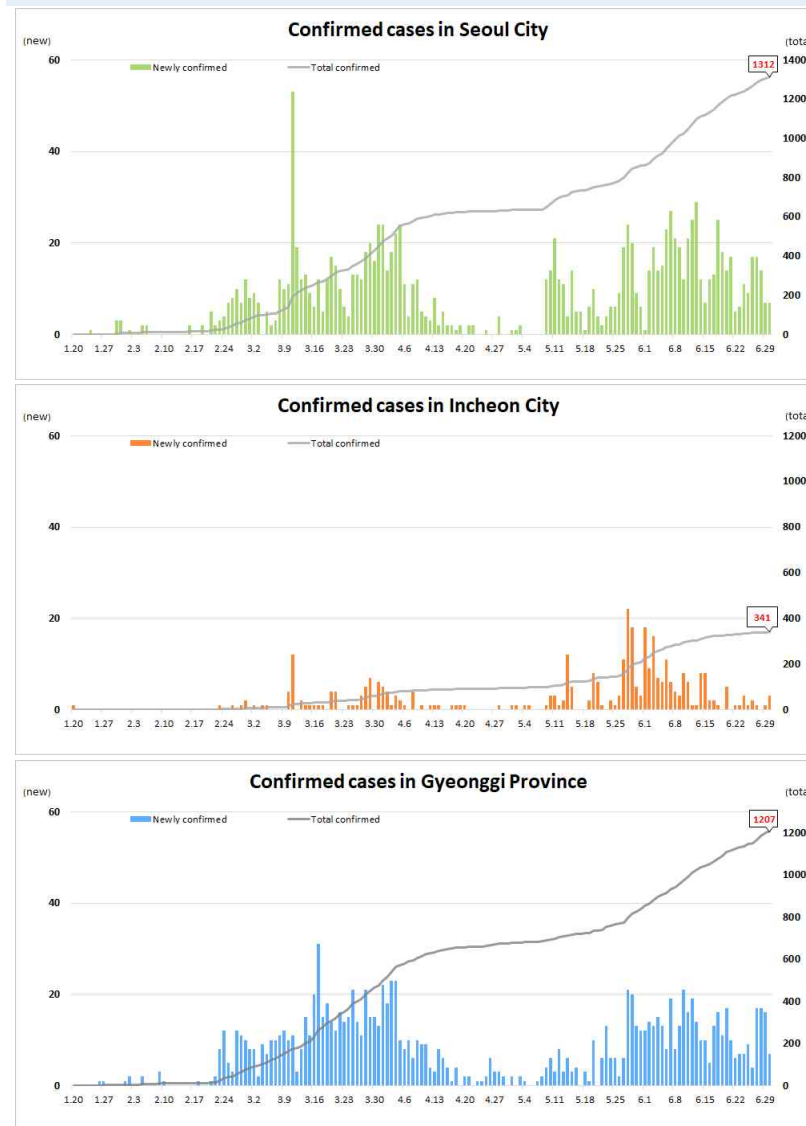 Confirmed cases in Seoul City
(new)
(tota
60
Newly confirmed
Total confirmed
1312
1400
1200
40
1000
800
20
600
400
200
0
0
1.20 1.27 2.3 2.10 2.17 2.24 3.2 3.9 3.16 3.23 3.30 4.6 4.13 4.20 4.27 5.4 5.11 5.18 5.25 6.1 6.8 6.15 6.22 6.29
Confirmed cases in Incheon City
(new)
(tota
60
Newly confirmed
Total confirmed
1200
1000
40
800
600
20
341
400
200
0
0
1.20 1.27 2.3 2.10 2.17 2.24 3.2 3.9 3.16 3.23 3.30 4.6 4.13 4.20 4.27 5.4 5.11 5.18 5.25 6.1 6.8 6.15 6.22 6.29
Confirmed cases in Gyeonggi Province
(new)
(tota
60
Newly confirmed
Total confirmed
1207
1200
1000
40
800
600
20
400
200
0
0
1.20 1.27 2.3 2.10 2.17 2.24 3.2 3.9 3.16 3.23 3.30 4.6 4.13 4.20 4.27 5.4 5.11 5.18 5.25 6.1 6.8 6.15 6.22 6.29